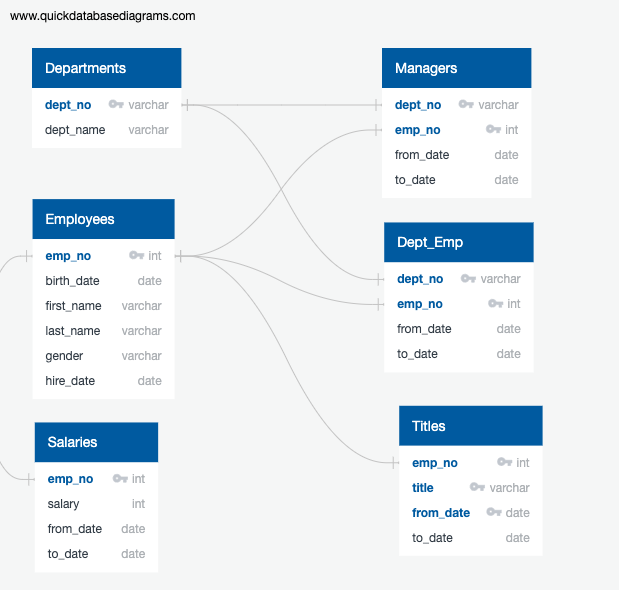 www.quickdatabasediagrams.com
Departments
dept_no varchar
dept_name varchar
Employees
emp_no int
birth_date date
first_name varchar
last_name varchar
gender varchar
hire_date date
Salaries
emp_no int
salary int
from_date date
to_date date
Managers
dept_no varchar
emp_no int
from_date date
to_date date
Dept_Emp
dept_no varchar
emp_no int
from_date date
to_date date
Titles
emp_no int
title varchar
from_date date
to_date date